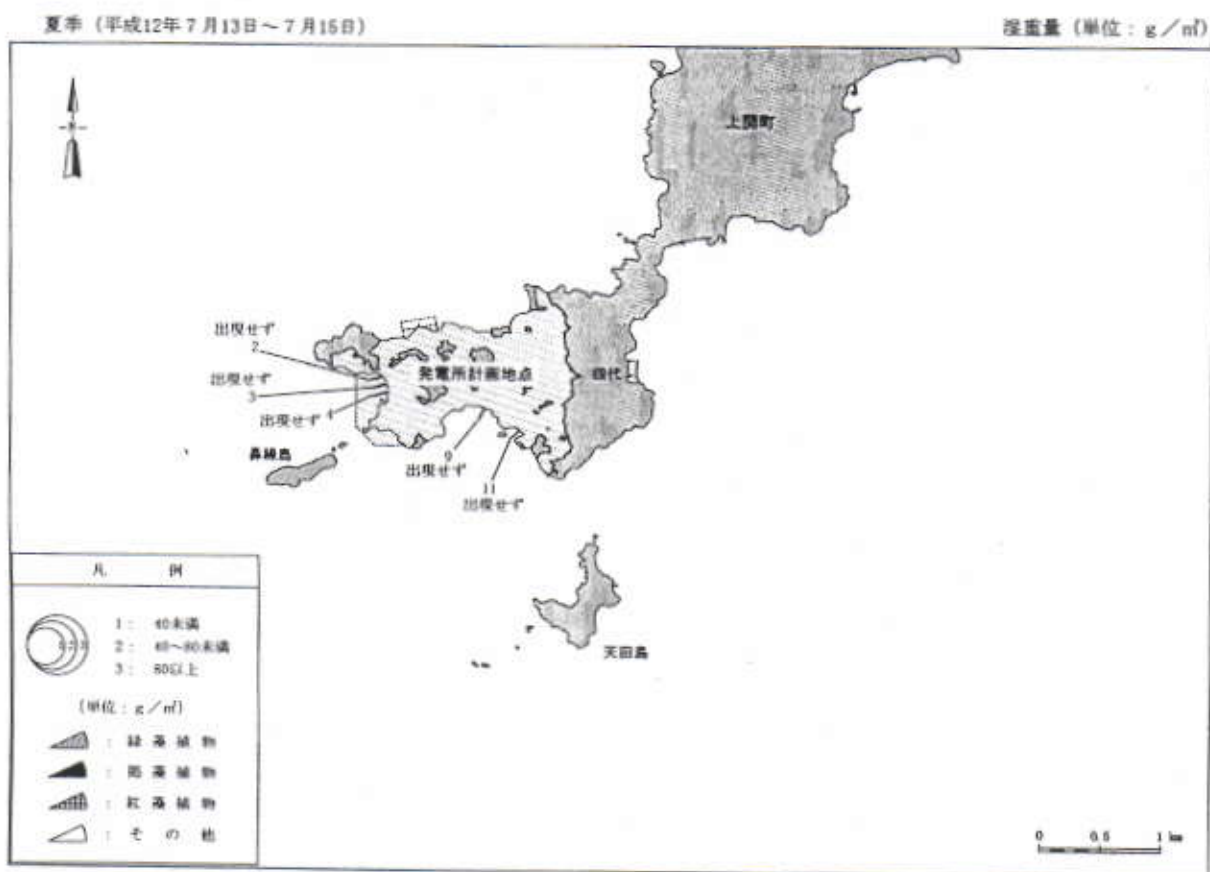 夏季（平成12年7月13日～7月15日）
湿重量（単位：g／㎡）
上関町
出現せず
2
出現せず
3
出現せず
4
発電所計画地点
四代
鼻繰島
9
出現せず
11
出現せず
天田島
凡 例
1： 40未満
2： 40～80未満
3： 80以上
（単位：g／㎡）
：緑藻植物
：褐藻植物
：紅藻植物
：その他
0 0.5 1 km